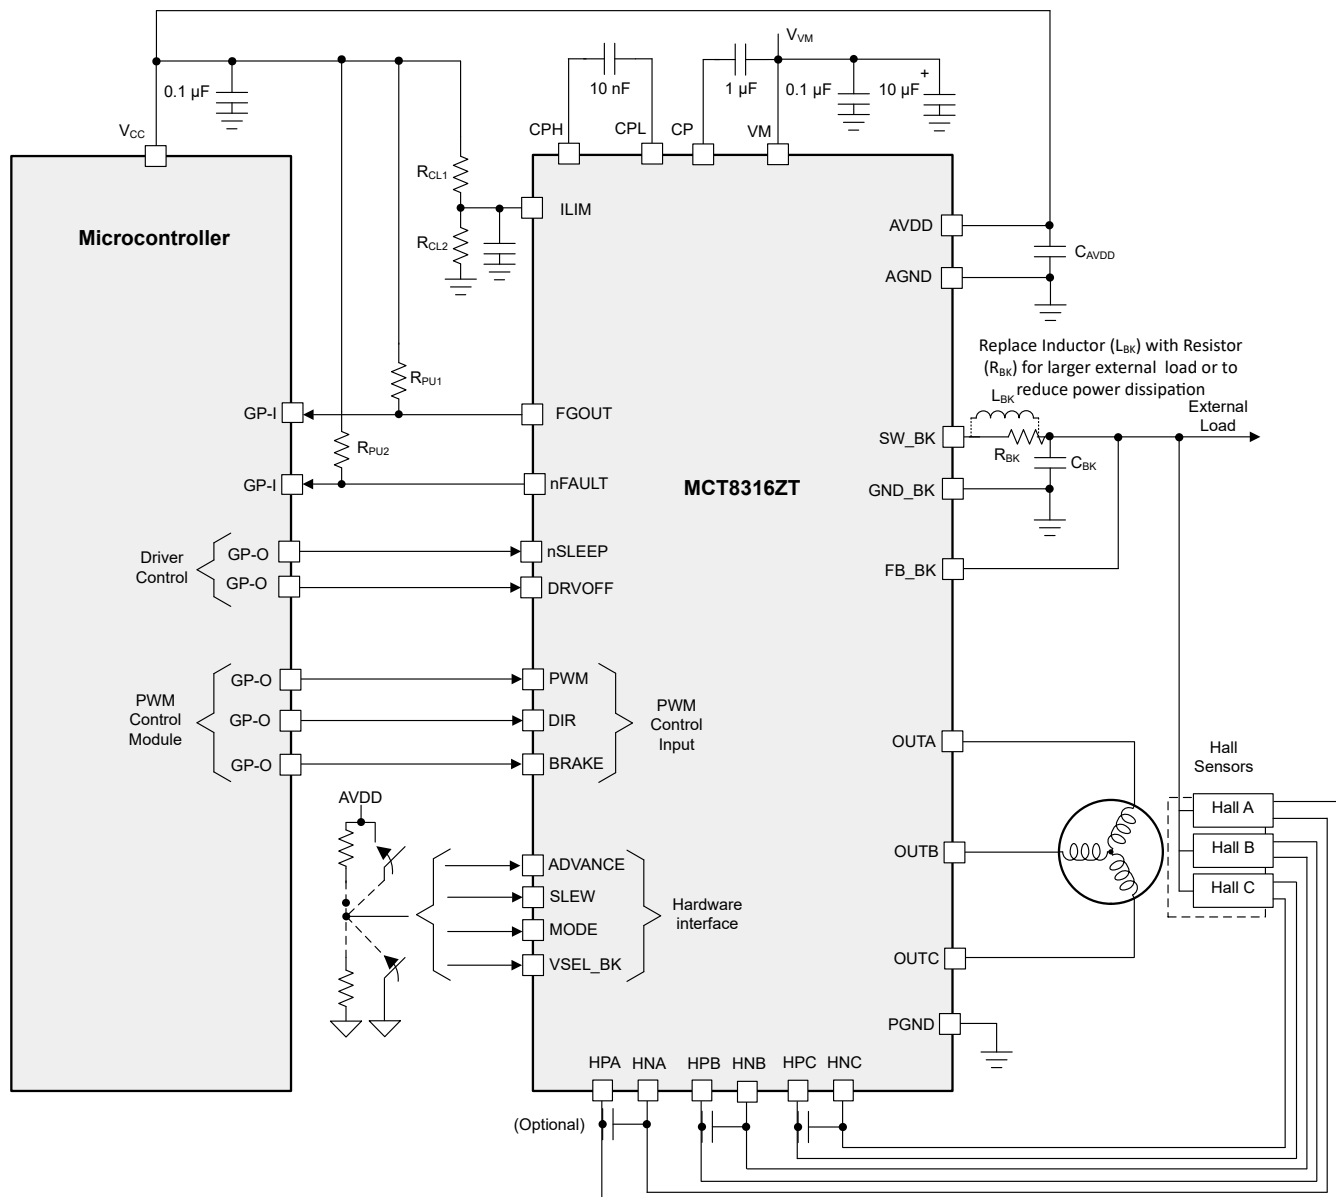 V_VM
0.1 µF
10 nF
1 µF
0.1 µF
10 µF
+
V_CC
CPH
CPL
CP
VM
Microcontroller
R_CL1
R_CL2
ILIM
AVDD
AGND
C_AVDD
Replace Inductor (L_BK) with Resistor
(R_BK) for larger external load or to
reduce power dissipation
L_BK
External
Load
R_PU1
GP-I
FGOUT
SW_BK
R_BK
C_BK
R_PU2
GP-I
nFAULT
MCT8316ZT
GND_BK
Driver
Control
GP-O
GP-O
nSLEEP
DRVOFF
FB_BK
PWM
Control
Module
GP-O
GP-O
GP-O
PWM
DIR
BRAKE
PWM
Control
Input
OUTA
Hall
Sensors
Hall A
Hall B
Hall C
AVDD
OUTB
ADVANCE
SLEW
MODE
VSEL_BK
Hardware
interface
OUTC
PGND
HPA
HNA
HPB
HNB
HPC
HNC
(Optional)